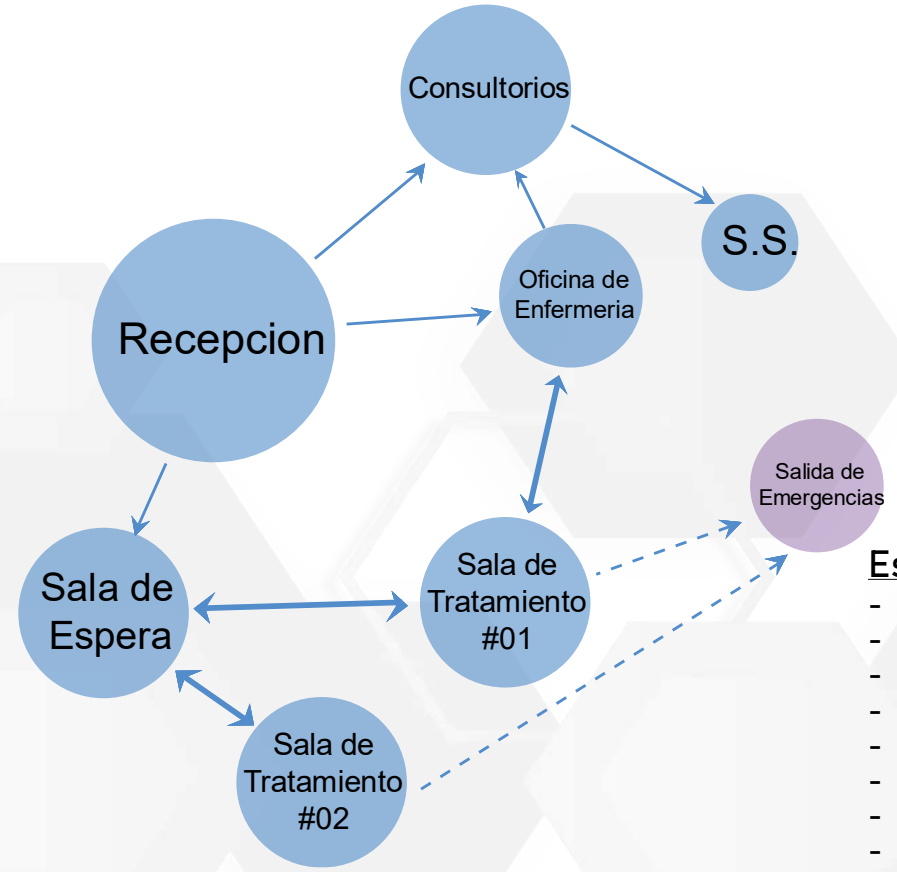 Consultorios
S.S.
Oficina de
Enfermeria
Recepcion
Salida de
Emergencias
Es
-
-
-
-
-
-
-
-
Sala de
Tratamiento
#01
Sala de
Espera
Sala de
Tratamiento
#02